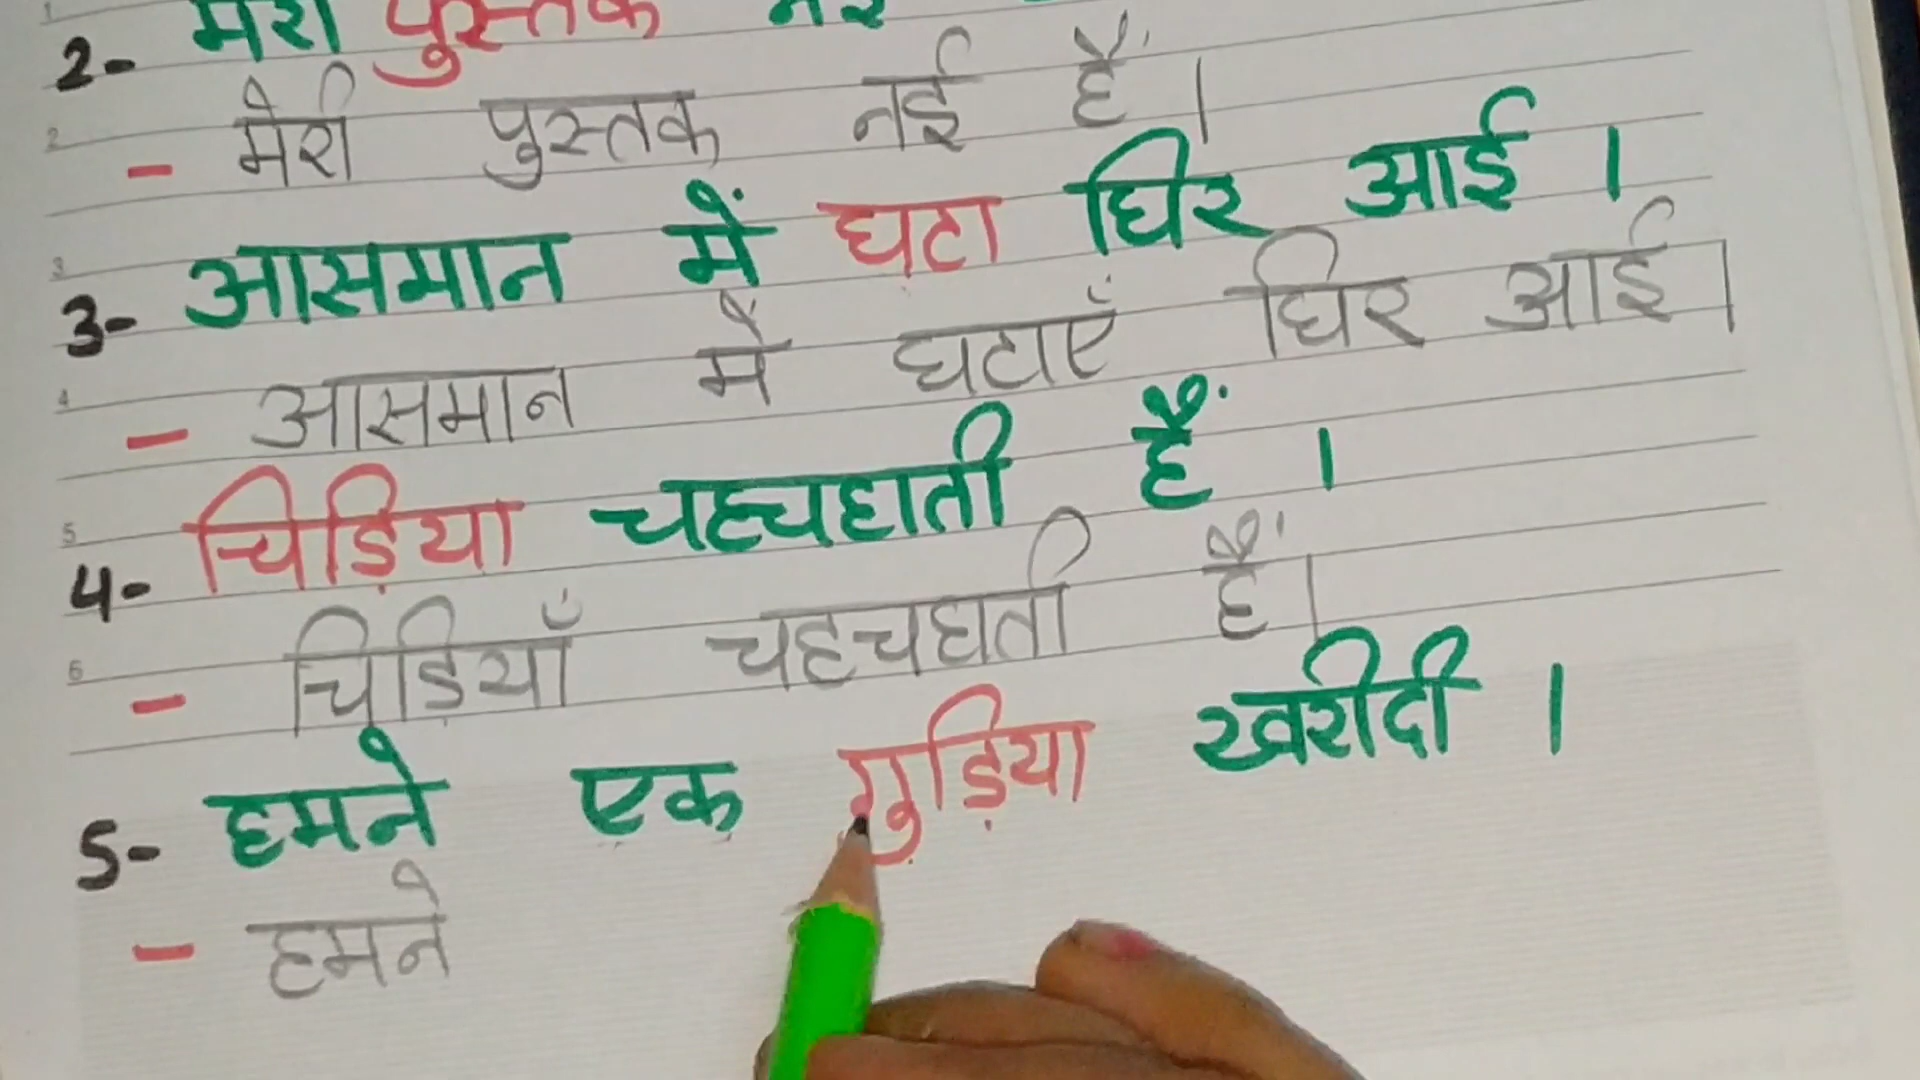 2- मेरी पुस्तक नई
- मेरी पुस्तक नई हैं।
3- आसमान में घटा घिर आई ।
- आसमान में घटाएँ घिर आई।
4- चिड़िया चहचहाती हैं ।
- चिड़ियाँ चहचहाती हैं।
5- हमने एक गुड़िया खरीदी ।
- हमने